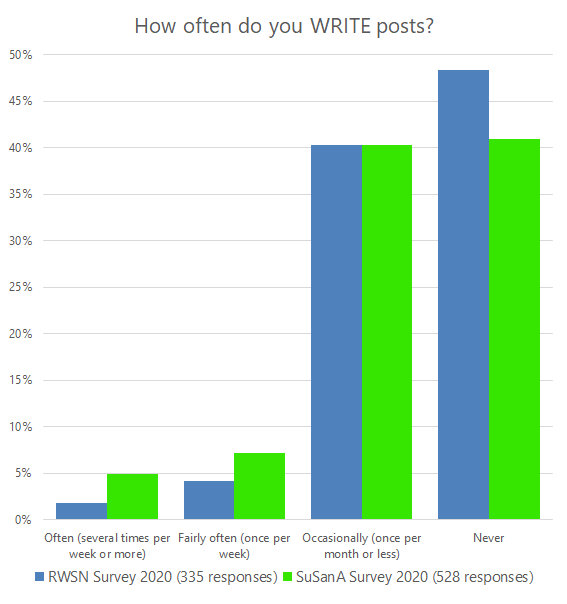 How often do you WRITE posts?
50%
45%
40%
35%
30%
25%
20%
15%
10%
5%
0%
Often (several times per week or more)
Fairly often (once per week)
Occasionally (once per month or less)
Never
RWSN Survey 2020 (335 responses)
SuSanA Survey 2020 (528 responses)